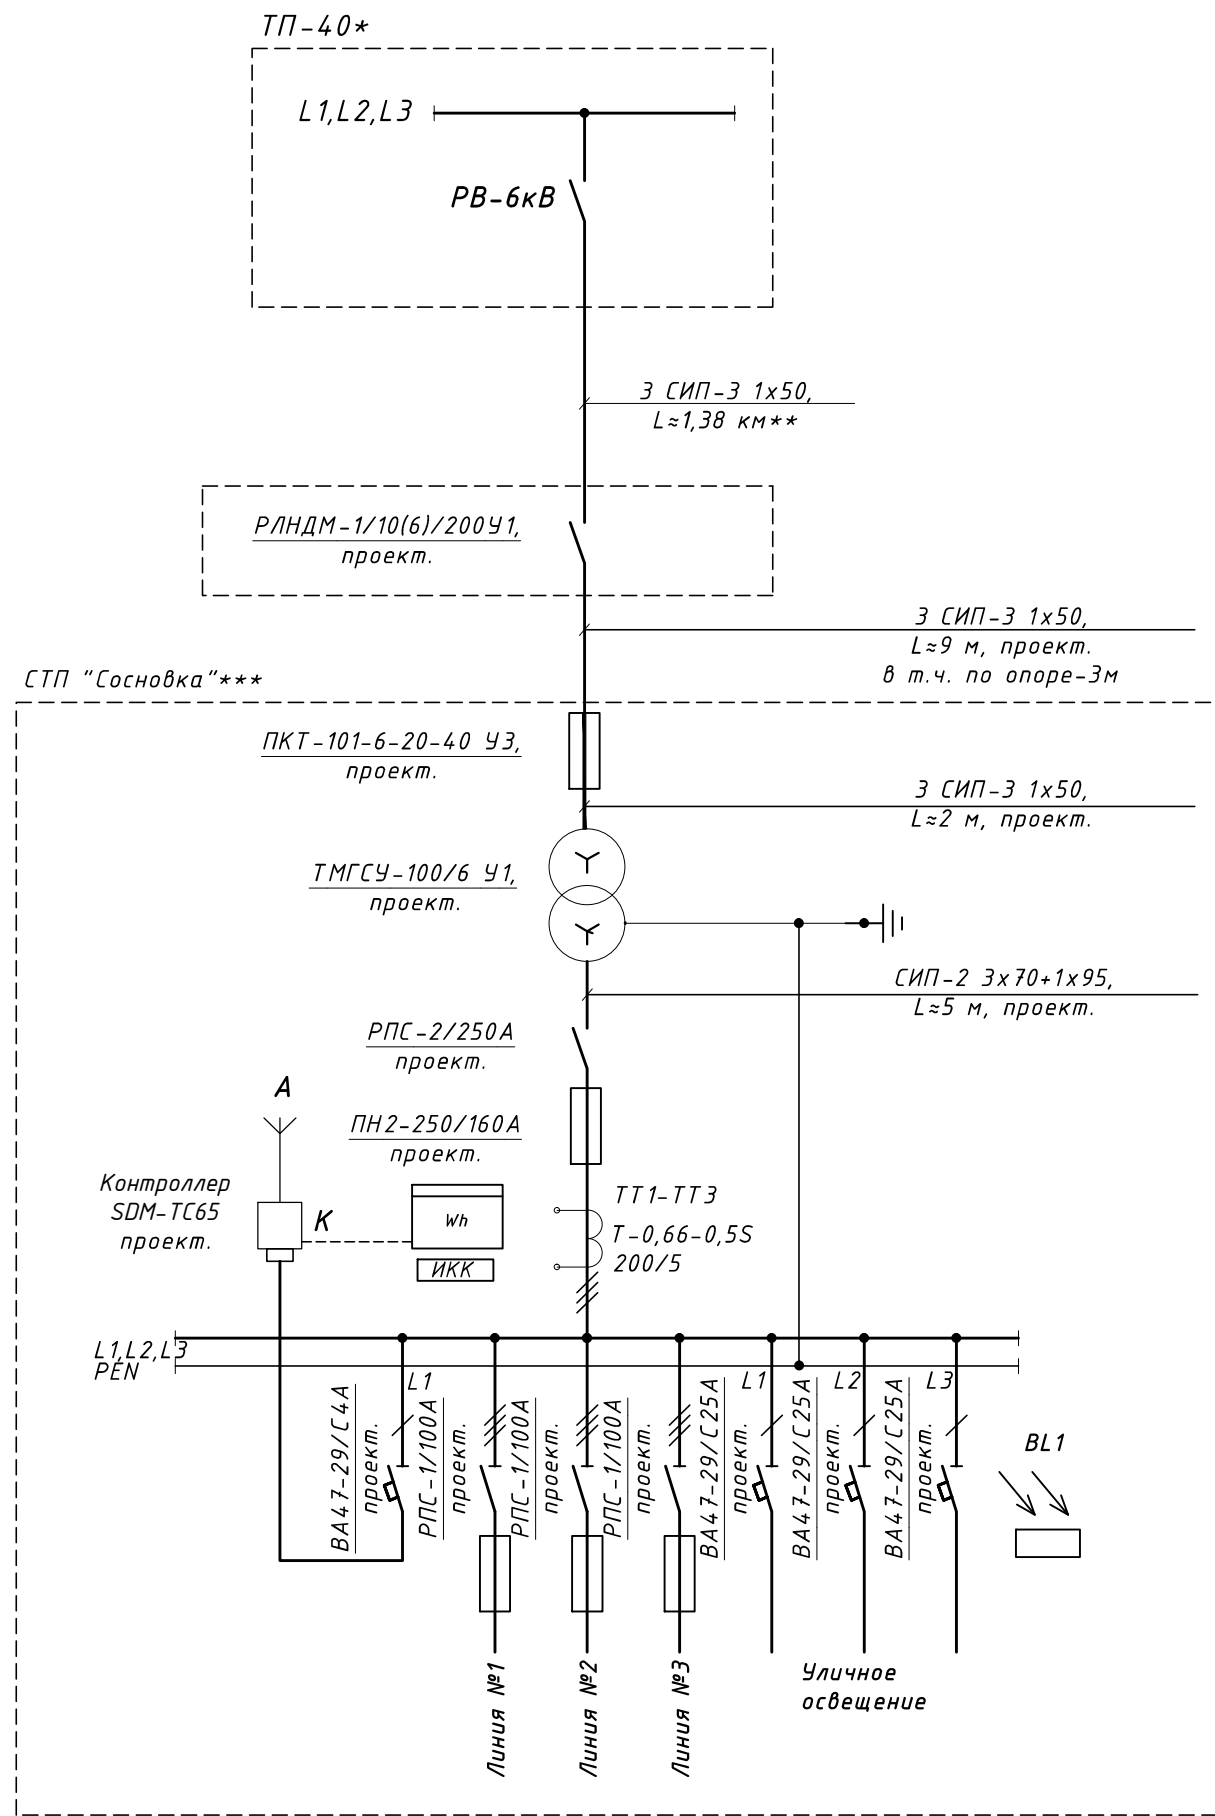 ТП-40*
L1,L2,L3
РВ-6кВ
3 СИП-3 1х50,
L≈1,38 км**
РЛНДМ-1/10(6)/200У1,
проект.
3 СИП-3 1х50,
L≈9 м, проект.
в т.ч. по опоре-3м
СТП "Сосновка"***
ПКТ-101-6-20-40 У3,
проект.
3 СИП-3 1х50,
L≈2 м, проект.
ТМГСУ-100/6 У1,
проект.
СИП-2 3х70+1х95,
L≈5 м, проект.
РПС-2/250А
проект.
А
ПН2-250/160А
проект.
Контроллер
SDM-TC65
проект.
К
Wh
ИКК
ТТ1-ТТ3
Т-0,66-0,5S
200/5
L1,L2,L3
PEN
L1
L1
L2
L3
ВА47-29/С4А
проект.
РПС-1/100А
проект.
РПС-1/100А
проект.
РПС-1/100А
проект.
ВА47-29/С25А
проект.
ВА47-29/С25А
проект.
ВА47-29/С25А
проект.
BL1
Линия №1
Линия №2
Линия №3
Уличное
освещение